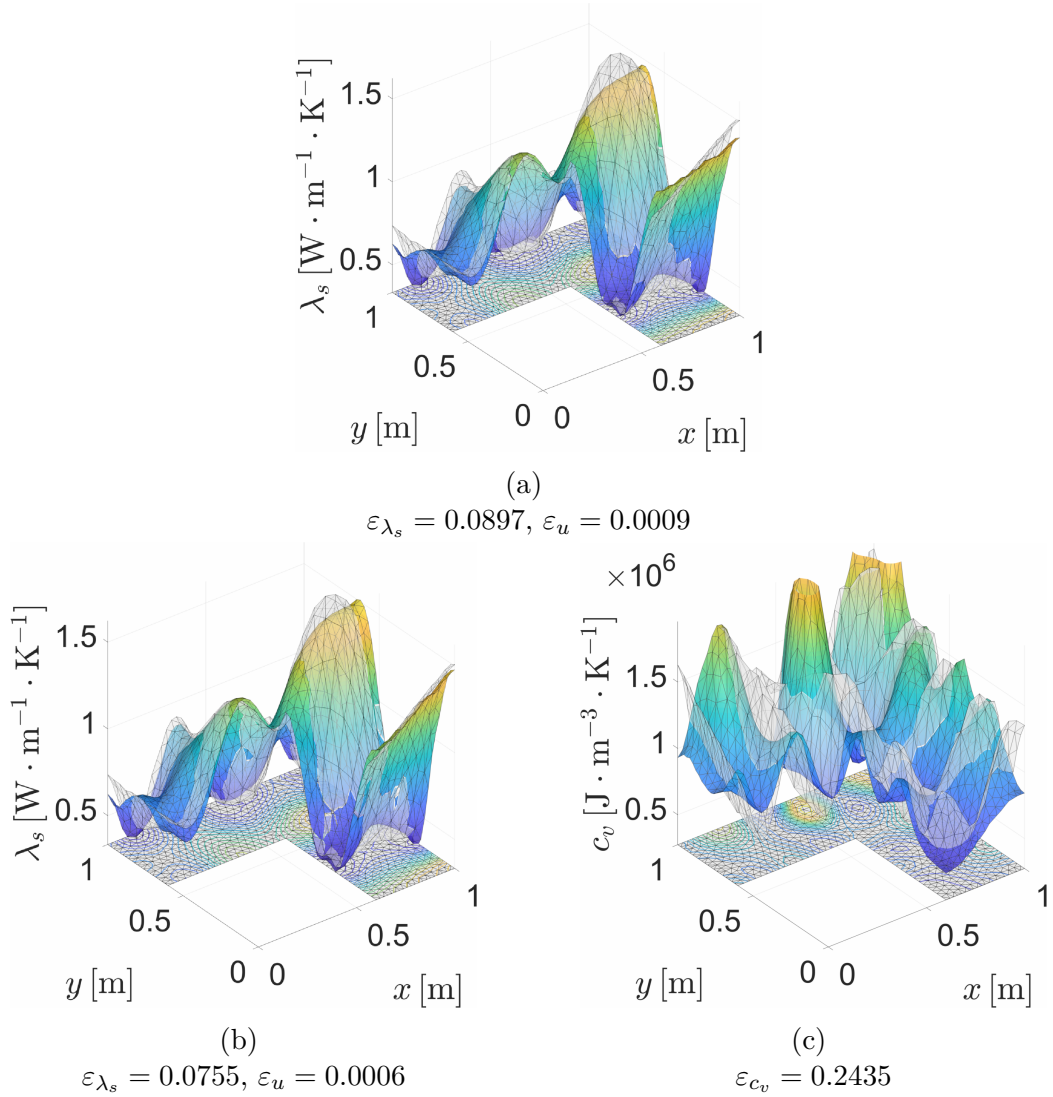 λ_s [W · m⁻¹ · K⁻¹]
1.5
1
0.5
1
0.5
0
0
0.5
1
y [m]
x [m]
(a)
ε_{λ_s} = 0.0897, ε_u = 0.0009
λ_s [W · m⁻¹ · K⁻¹]
1.5
1
0.5
1
0.5
0
0
0.5
1
y [m]
x [m]
(b)
ε_{λ_s} = 0.0755, ε_u = 0.0006
×10⁶
c_v [J · m⁻³ · K⁻¹]
1.5
1
0.5
1
0.5
0
0
0.5
1
y [m]
x [m]
(c)
ε_{c_v} = 0.2435